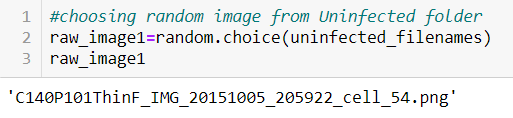 1 #choosing random image from Uninfected folder
2 raw_image1=random.choice(uninfected_filenames)
3 raw_image1
'C140P101ThinF_IMG_20151005_205922_cell_54.png'